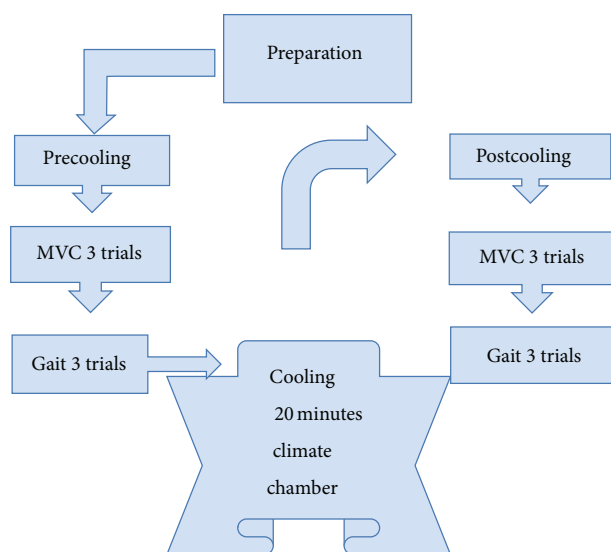 Preparation
Precooling
MVC 3 trials
Gait 3 trials
Cooling
20 minutes
climate
chamber
Postcooling
MVC 3 trials
Gait 3 trials